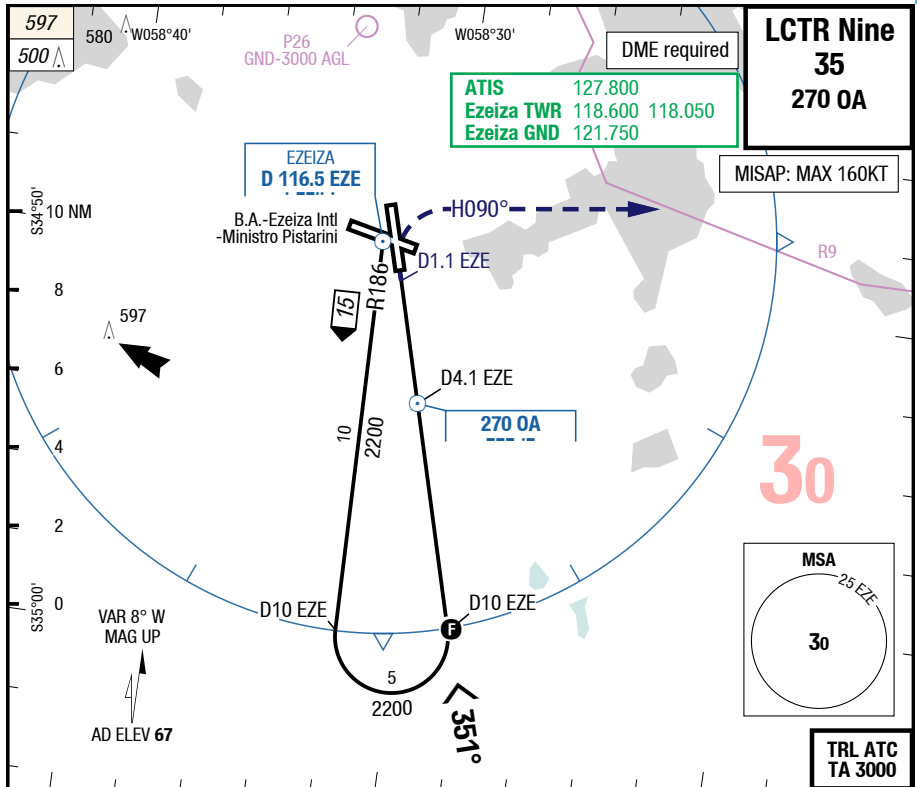 597
500
580
W058°40'
P26
GND-3000 AGL
W058°30'
DME required
LCTR Nine
35
270 OA
ATIS 127.800
Ezeiza TWR 118.600 118.050
Ezeiza GND 121.750
MISAP: MAX 160KT
EZEIZA
D 116.5 EZE
S34°50'
10 NM
B.A.-Ezeiza Intl
-Ministro Pistarini
H090°
D1.1 EZE
R9
R186
15
8
597
6
D4.1 EZE
270 OA
10
2200
4
30
2
MSA
25 EZE
30
S35°00'
0
D10 EZE
D10 EZE
F
VAR 8° W
MAG UP
5
2200
351°
AD ELEV 67
TRL ATC
TA 3000